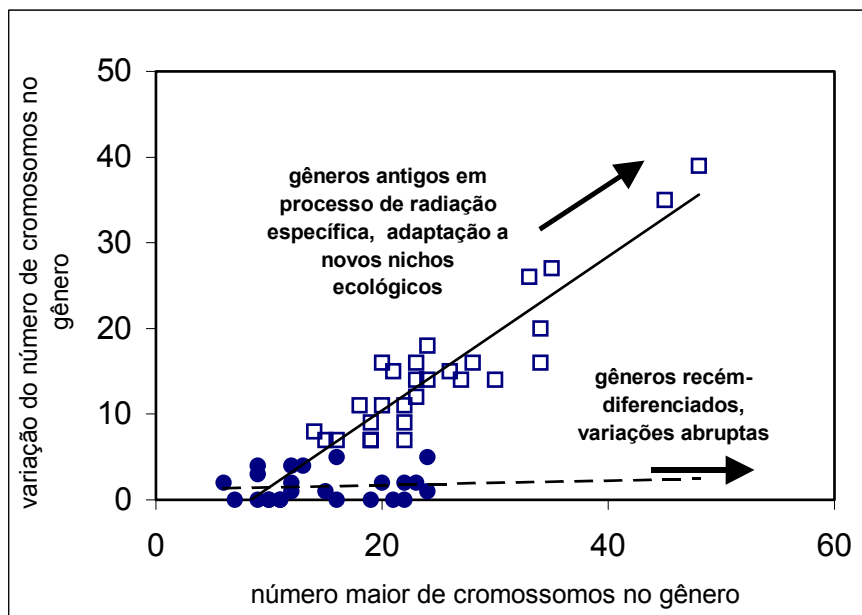 variação do número de cromosomos no
gênero
50
40
30
20
10
0
gêneros antigos em
processo de radiação
específica, adaptação a
novos nichos
ecológicos
gêneros recém-
diferenciados,
variações abruptas
0
20
40
60
número maior de cromossomos no gênero